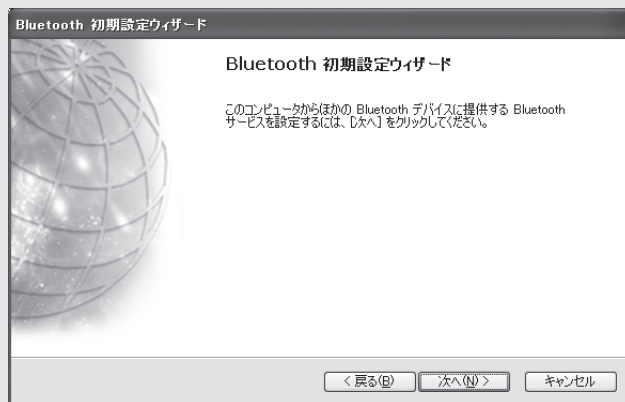 Bluetooth 初期設定ウィザード
Bluetooth 初期設定ウィザード
このコンピュータからほかの Bluetooth デバイスに提供する Bluetooth
サービスを設定するには、[次へ] をクリックしてください。
< 戻る(B)
次へ(N) >
キャンセル